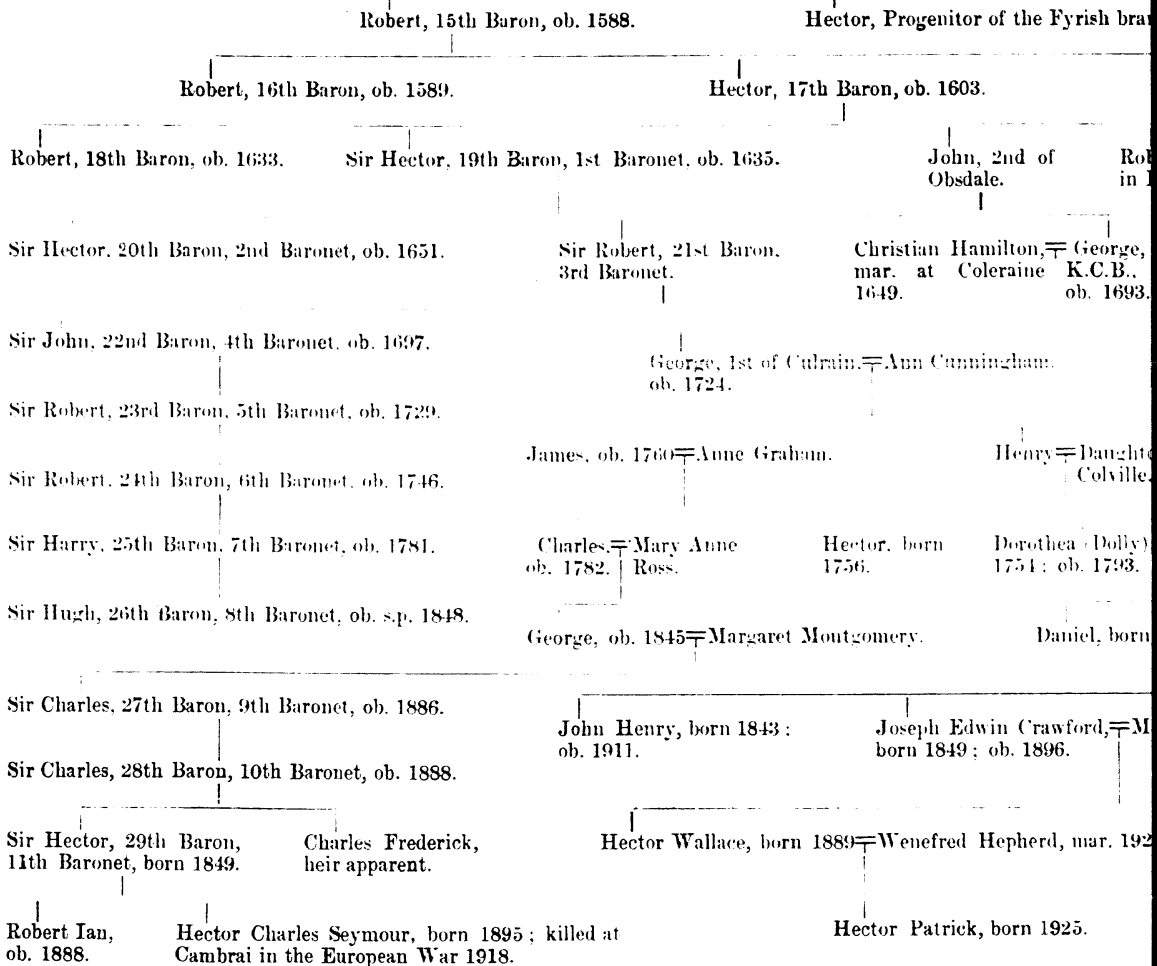 Robert, 15th Baron, ob. 1588.
Hector, Progenitor of the Fyrish
Robert, 16th Baron, ob. 1589.
Hector, 17th Baron, ob. 1603.
Robert, 18th Baron, ob. 1633.
Sir Hector, 19th Baron, 1st Baronet, ob. 1635.
John, 2nd of
Obsdale.
in
Sir Hector, 20th Baron, 2nd Baronet, ob. 1651.
Sir Robert, 21st Baron.
3rd Baronet.
Christian Hamilton, = George,
mar. at Coleraine K.C.B.,
1649. ob. 1693.
Sir John, 22nd Baron, 4th Baronet, ob. 1697.
George, 1st of Culrain, = Ann Cunningham.
ob. 1724.
Sir Robert, 23rd Baron, 5th Baronet, ob. 1729.
James, ob. 1760 = Anne Graham.
Henry =
Colville,
Sir Robert, 24th Baron, 6th Baronet, ob. 1746.
Sir Harry, 25th Baron, 7th Baronet, ob. 1781.
Charles, = Mary Anne
ob. 1782. Ross.
Hector, born
1756.
Dorothea (Dolly)
1754; ob. 1793.
Sir Hugh, 26th Baron, 8th Baronet, ob. s.p. 1848.
George, ob. 1845 = Margaret Montgomery.
Daniel, born
Sir Charles, 27th Baron, 9th Baronet, ob. 1886.
John Henry, born 1843;
ob. 1911.
Joseph Edwin Crawford, = M
born 1849; ob. 1896.
Sir Charles, 28th Baron, 10th Baronet, ob. 1888.
Sir Hector, 29th Baron,
11th Baronet, born 1849.
Charles Frederick,
heir apparent.
Hector Wallace, born 1889 = Wenefred Hepherd, mar. 192
Robert Ian,
ob. 1888.
Hector Charles Seymour, born 1895; killed at
Cambrai in the European War 1918.
Hector Patrick, born 1925.